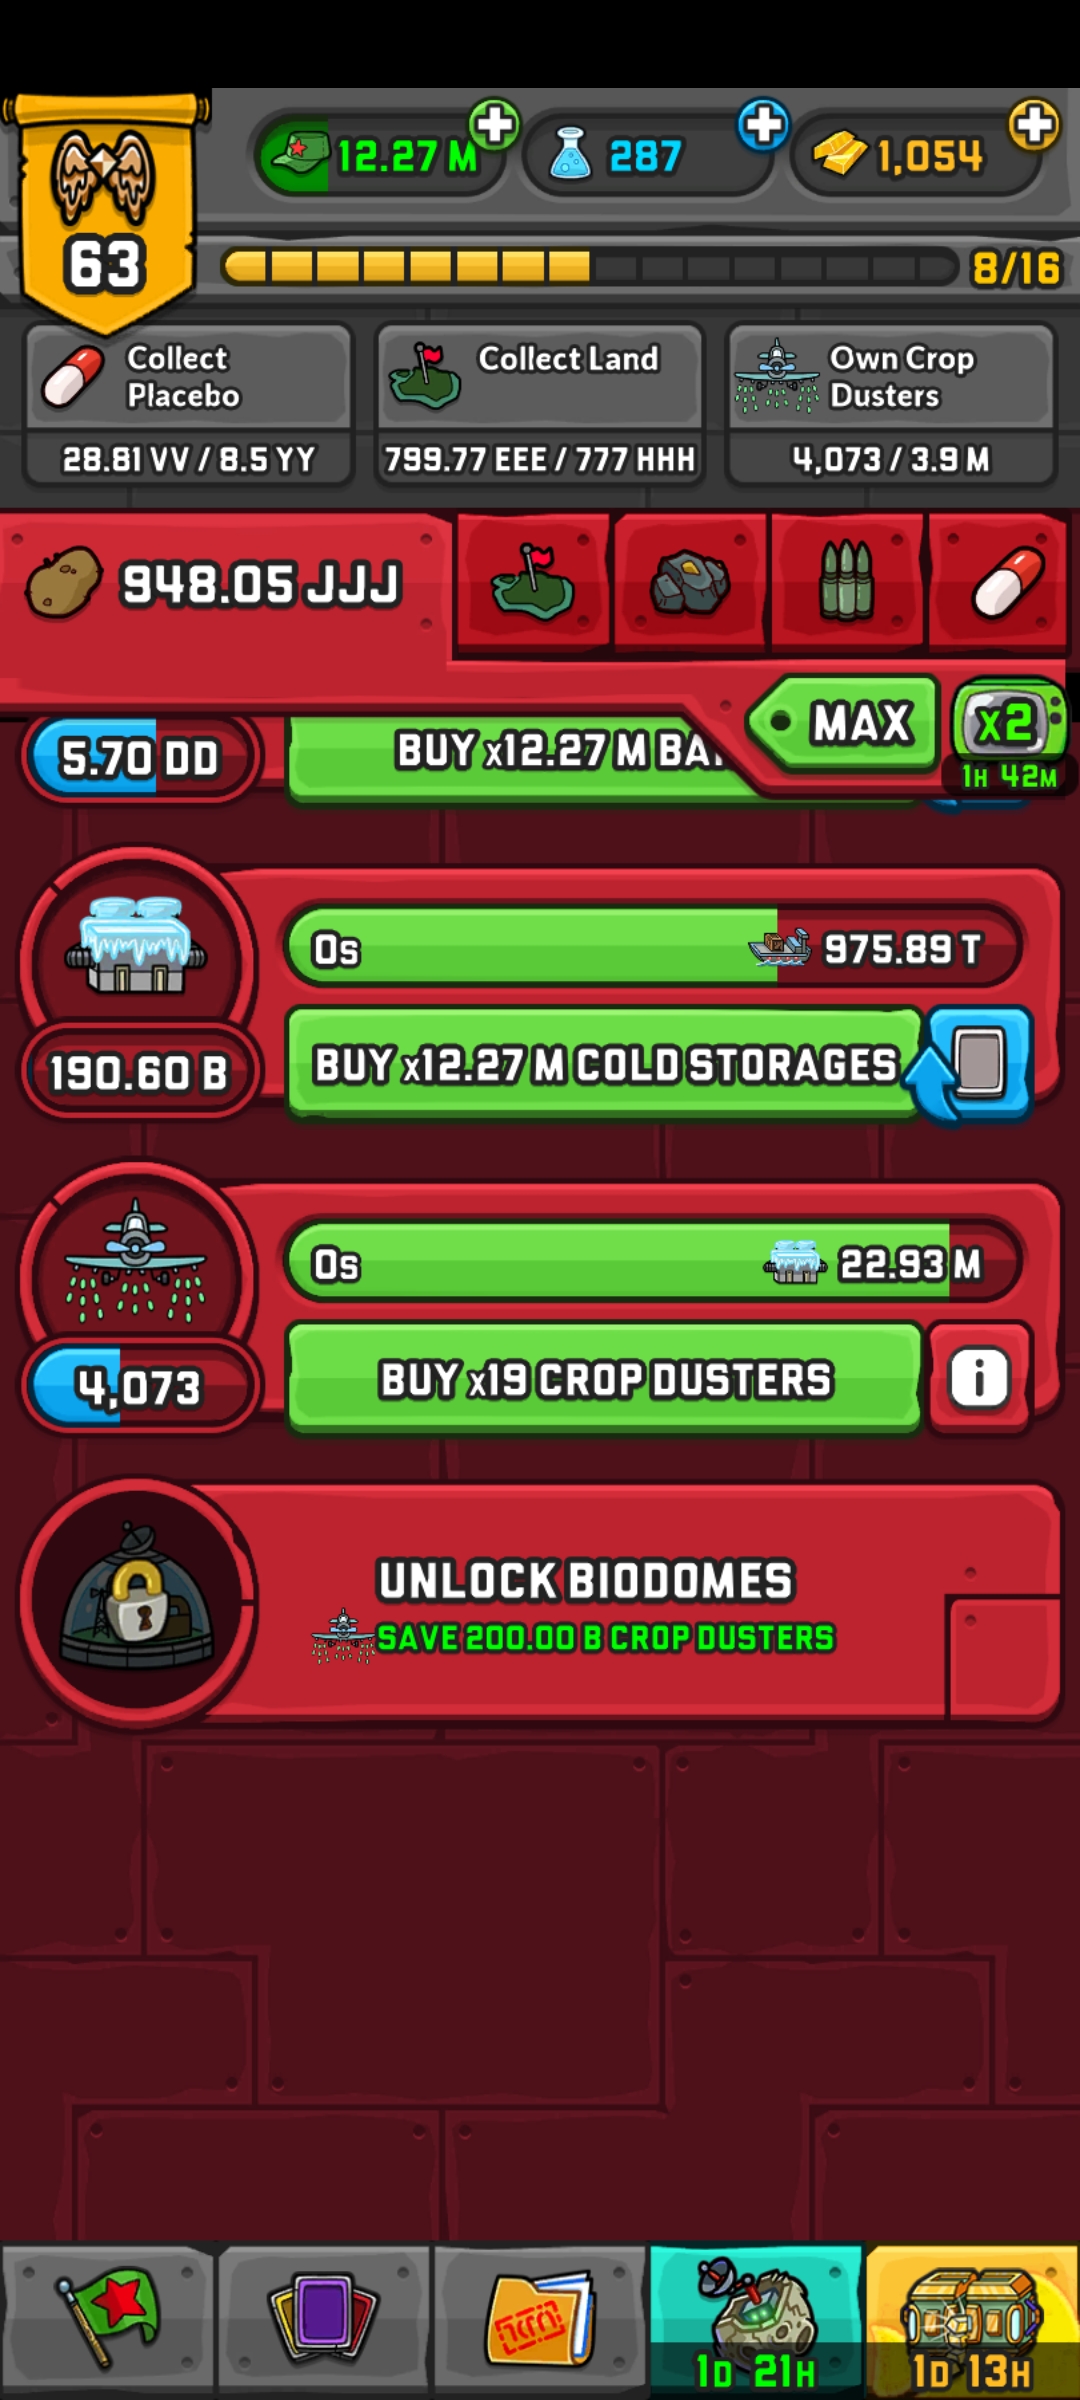 12.27 M
287
1,054
63
8/16
Collect
Placebo
28.81 VV / 8.5 YY
Collect Land
799.77 EEE / 777 HHH
Own Crop
Dusters
4,073 / 3.9 M
948.05 JJJ
MAX
x2
1H 42M
5.70 DD
BUY x12.27 M
0s
975.89 T
190.60 B
BUY x12.27 M COLD STORAGES
0s
22.93 M
4,073
BUY x19 CROP DUSTERS
i
UNLOCK BIODOMES
SAVE 200.00 B CROP DUSTERS
1D 21H
1D 13H